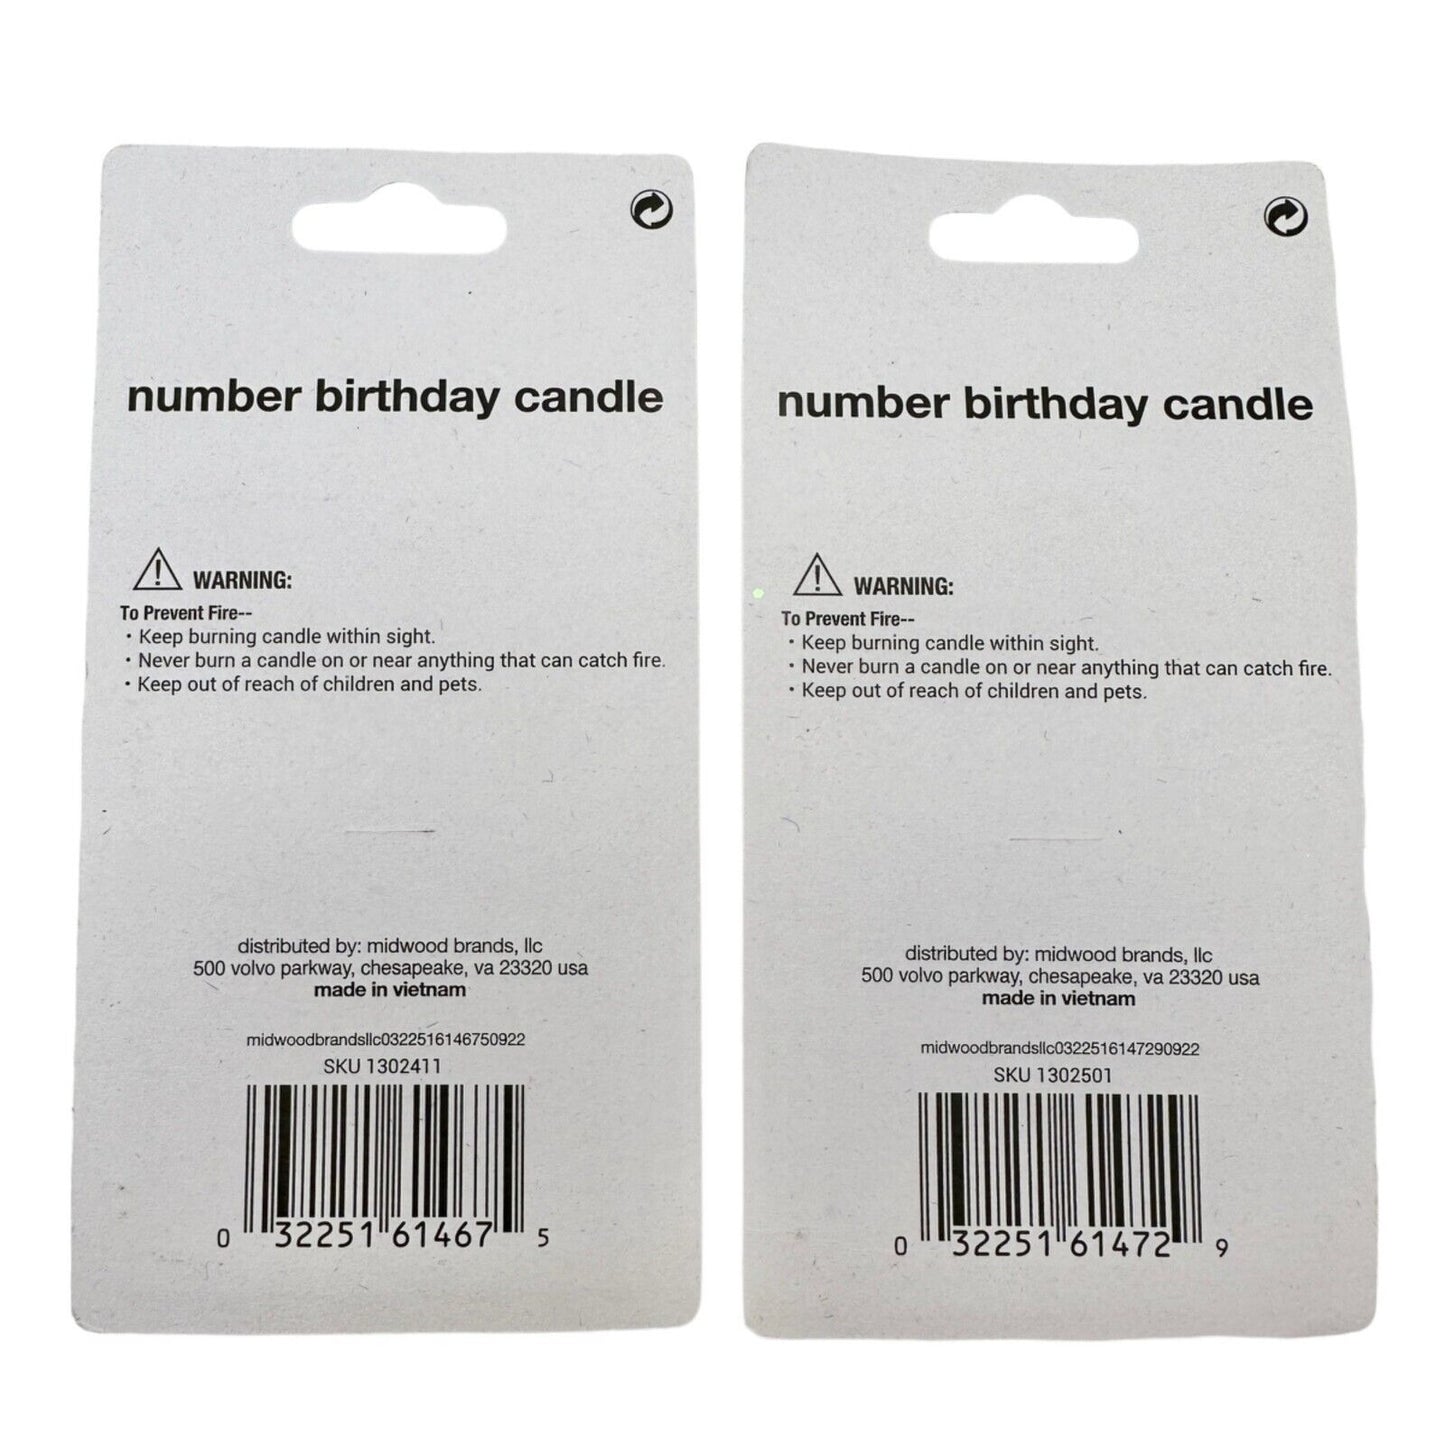 number birthday candle
WARNING:
To Prevent Fire--
• Keep burning candle within sight.
• Never burn a candle on or near anything that can catch fire.
• Keep out of reach of children and pets.
distributed by: midwood brands, llc
500 volvo parkway, chesapeake, va 23320 usa
made in vietnam
midwoodbrandsllc0322516146750922
SKU 1302411
0 32251 61467 5
number birthday candle
WARNING:
To Prevent Fire--
• Keep burning candle within sight.
• Never burn a candle on or near anything that can catch fire.
• Keep out of reach of children and pets.
distributed by: midwood brands, llc
500 volvo parkway, chesapeake, va 23320 usa
made in vietnam
midwoodbrandsllc0322516147290922
SKU 1302501
0 32251 61472 9